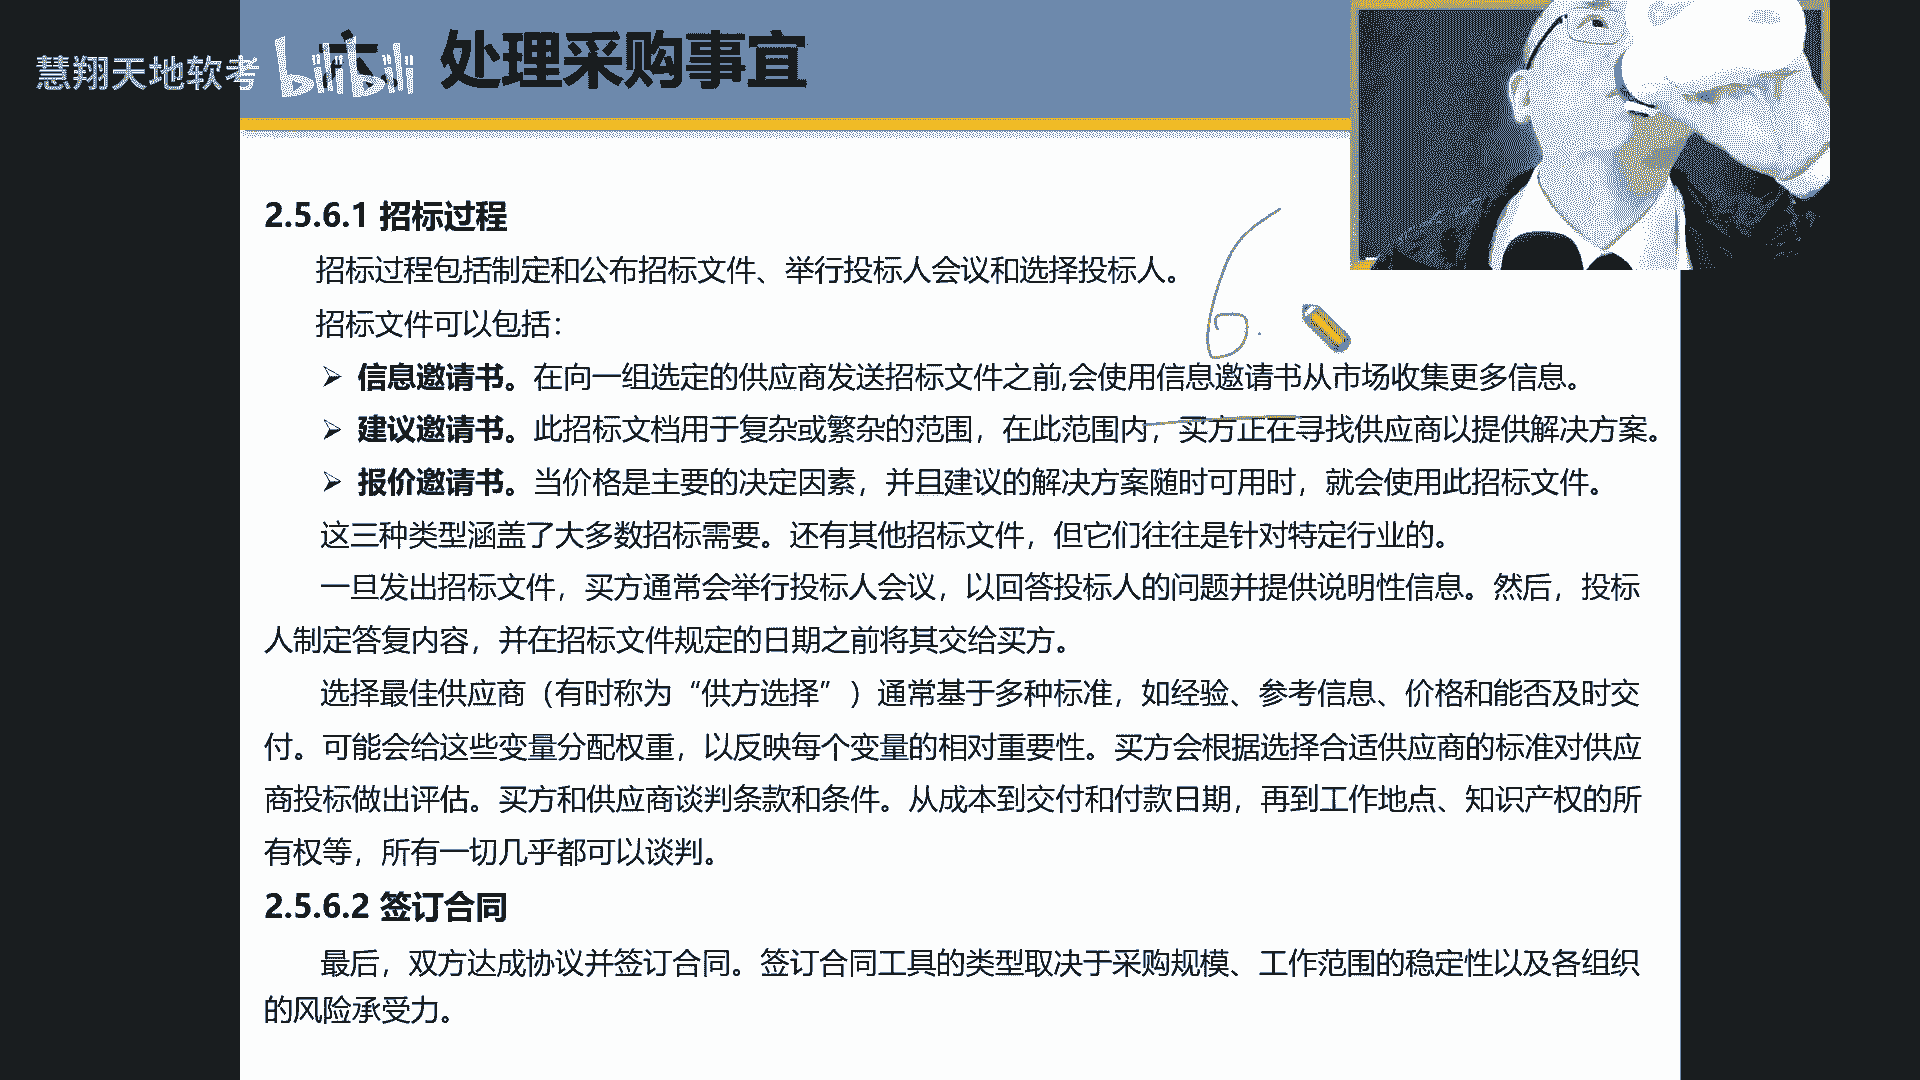 慧翔天地软考 bilibili
六、处理采购事宜
2.5.6.1 招标过程
招标过程包括制定和公布招标文件、举行投标人会议和选择投标人。
招标文件可以包括：
6.
➢ 信息邀请书。在向一组选定的供应商发送招标文件之前,会使用信息邀请书从市场收集更多信息。
➢ 建议邀请书。此招标文档用于复杂或繁杂的范围，在此范围内，买方正在寻找供应商以提供解决方案。
➢ 报价邀请书。当价格是主要的决定因素，并且建议的解决方案随时可用时，就会使用此招标文件。
这三种类型涵盖了大多数招标需要。还有其他招标文件，但它们往往是针对特定行业的。
一旦发出招标文件，买方通常会举行投标人会议，以回答投标人的问题并提供说明性信息。然后，投标
人制定答复内容，并在招标文件规定的日期之前将其交给买方。
选择最佳供应商（有时称为“供方选择”）通常基于多种标准，如经验、参考信息、价格和能否及时交
付。可能会给这些变量分配权重，以反映每个变量的相对重要性。买方会根据选择合适供应商的标准对供应
商投标做出评估。买方和供应商谈判条款和条件。从成本到交付和付款日期，再到工作地点、知识产权的所
有权等，所有一切几乎都可以谈判。
2.5.6.2 签订合同
最后，双方达成协议并签订合同。签订合同工具的类型取决于采购规模、工作范围的稳定性以及各组织
的风险承受力。